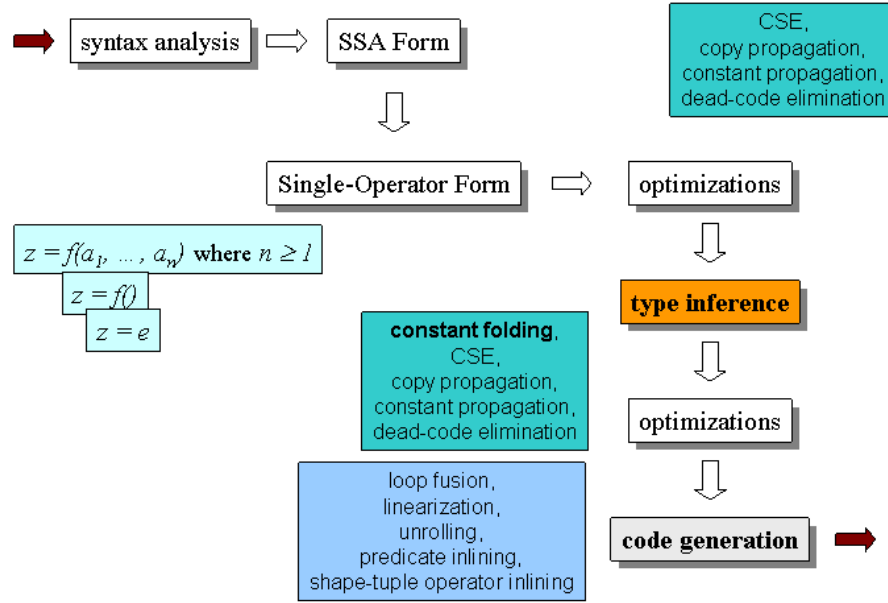 syntax analysis
SSA Form
CSE,
copy propagation,
constant propagation,
dead-code elimination
Single-Operator Form
optimizations
z = f(a₁, ... , aₙ) where n ≥ 1
z = f()
z = e
type inference
constant folding,
CSE,
copy propagation,
constant propagation,
dead-code elimination
optimizations
loop fusion,
linearization,
unrolling,
predicate inlining,
shape-tuple operator inlining
code generation